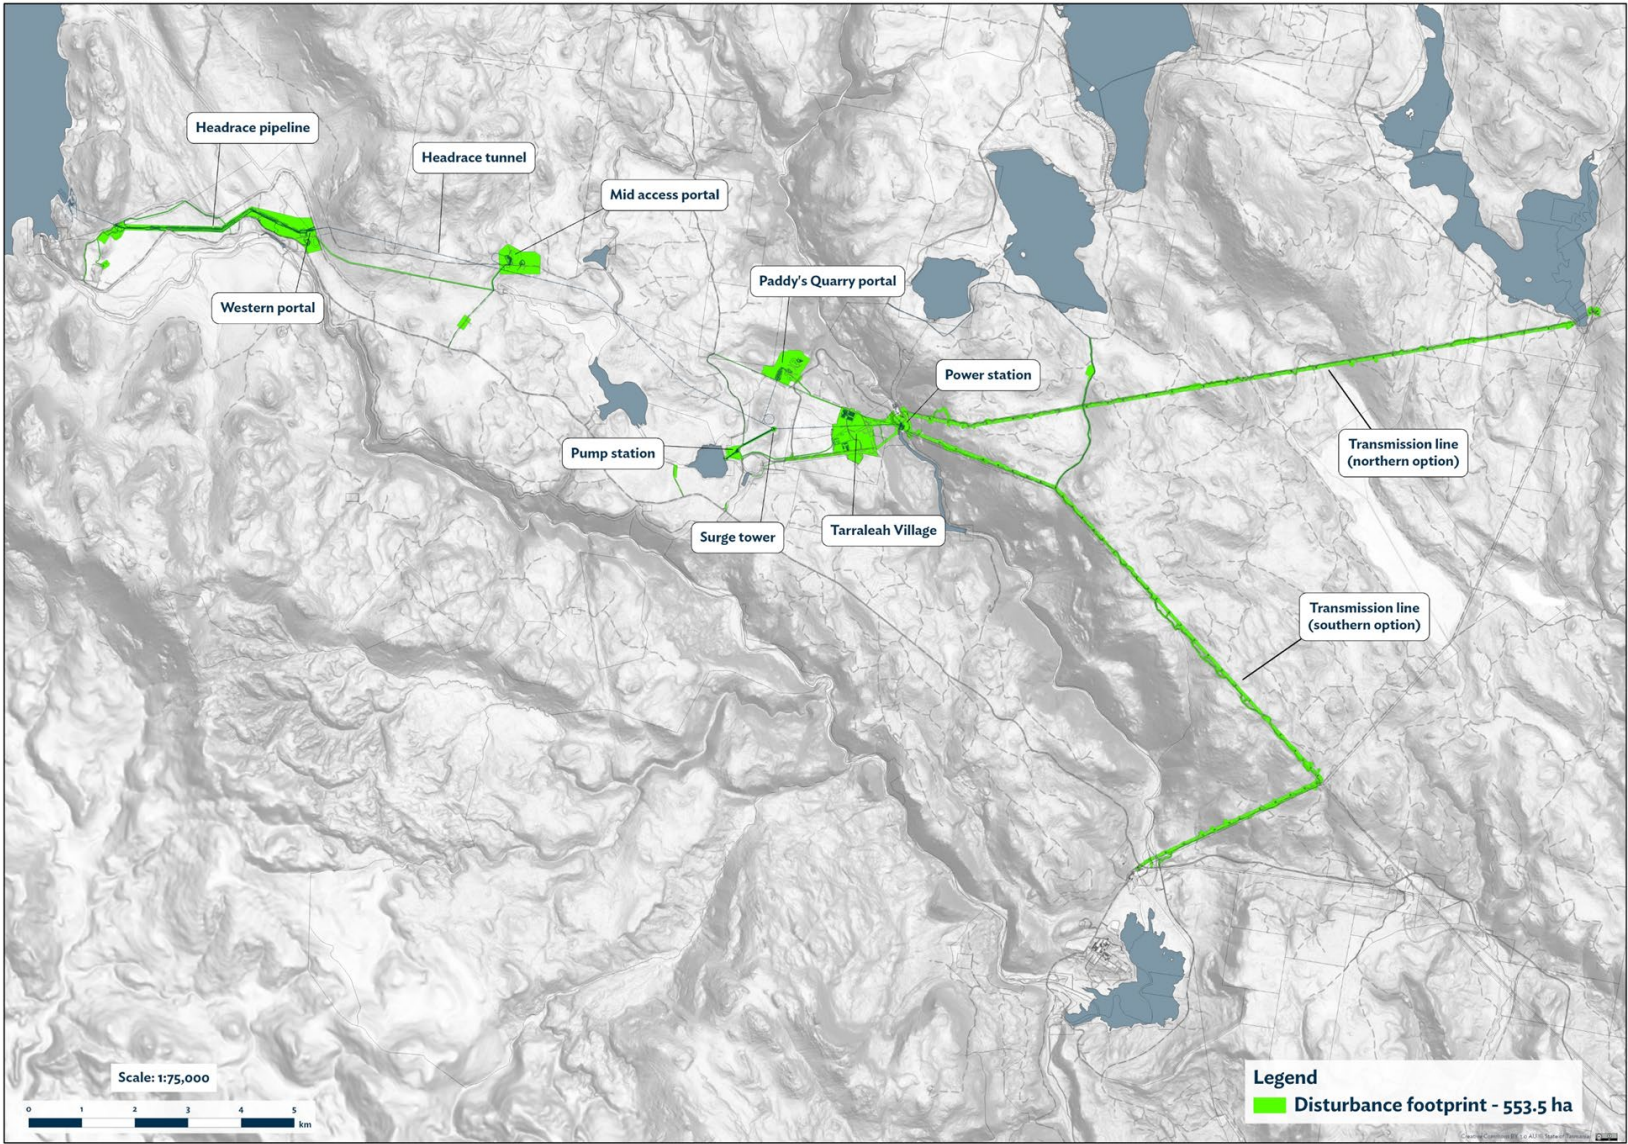 Headrace pipeline
Headrace tunnel
Mid access portal
Paddy's Quarry portal
Western portal
Power station
Transmission line
(northern option)
Pump station
Surge tower
Tarraleah Village
Transmission line
(southern option)
Scale: 1:75,000
0 1 2 3 4 5
km
Legend
Disturbance footprint - 553.5 ha